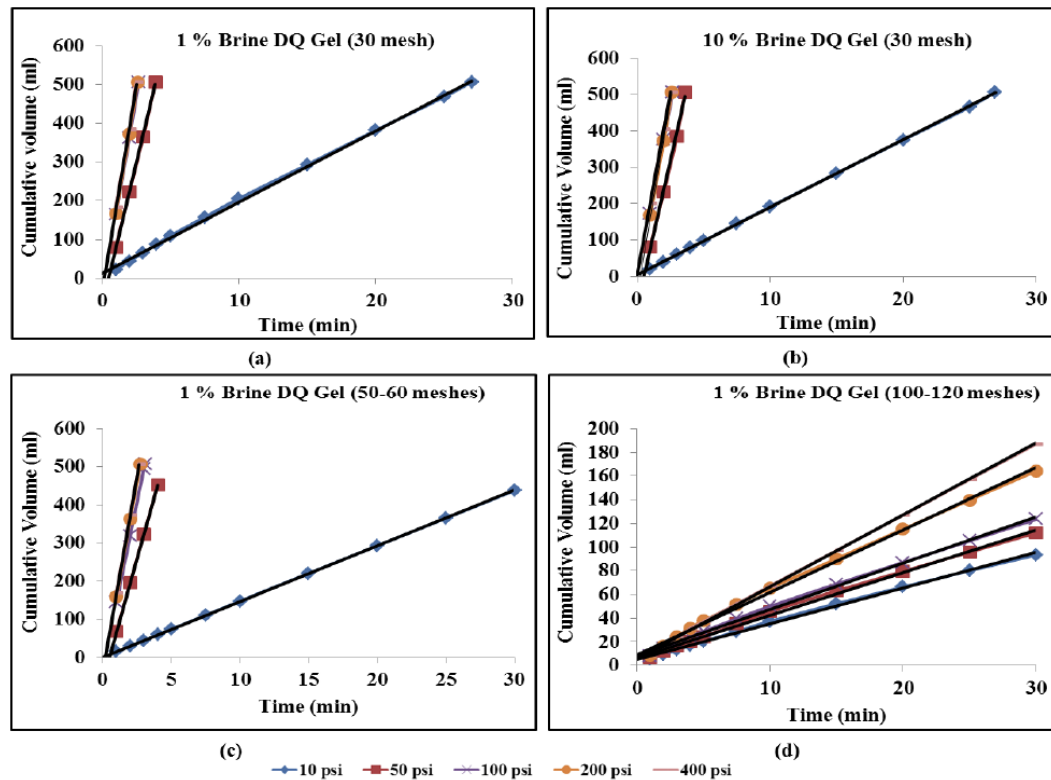 1 % Brine DQ Gel (30 mesh)
Cumulative volume (ml)
600
500
400
300
200
100
0
0 10 20 30
Time (min)
(a)
10 % Brine DQ Gel (30 mesh)
Cumulative Volume (ml)
600
500
400
300
200
100
0
0 10 20 30
Time (min)
(b)
1 % Brine DQ Gel (50-60 meshes)
Cumulative Volume (ml)
600
500
400
300
200
100
0
0 5 10 15 20 25 30
Time (min)
(c)
1 % Brine DQ Gel (100-120 meshes)
Cumulative Volume (ml)
200
180
160
140
120
100
80
60
40
20
0
0 10 20 30
Time (min)
(d)
10 psi 50 psi 100 psi 200 psi 400 psi